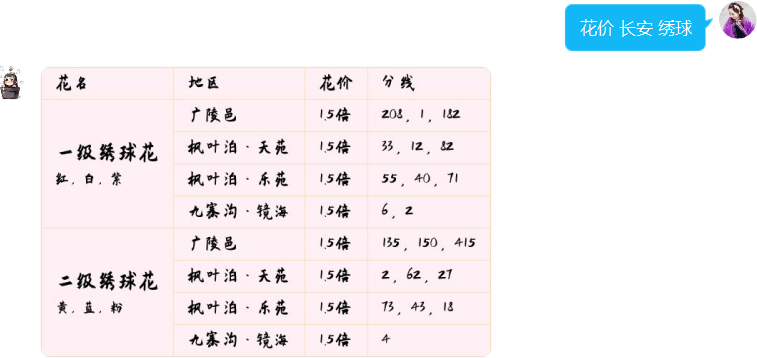 花价 长安 绣球
花名 地区 花价 分线
一级绣球花
红, 白, 紫
广陵邑 1.5倍 208, 1, 182
枫叶泊·天苑 1.5倍 33, 12, 82
枫叶泊·乐苑 1.5倍 55, 40, 71
九寨沟·镜海 1.5倍 6, 2
二级绣球花
黄, 蓝, 粉
广陵邑 1.5倍 135, 150, 415
枫叶泊·天苑 1.5倍 2, 62, 27
枫叶泊·乐苑 1.5倍 73, 43, 18
九寨沟·镜海 1.5倍 4